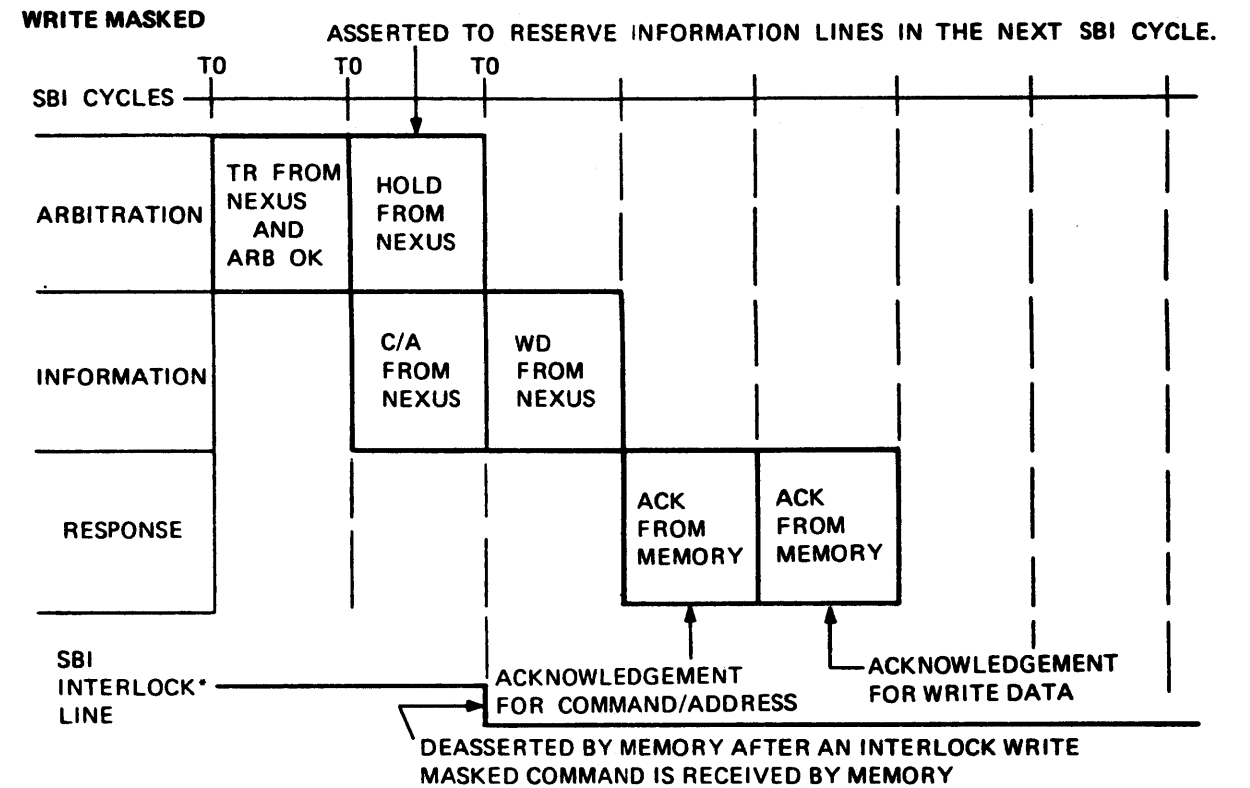 WRITE MASKED
ASSERTED TO RESERVE INFORMATION LINES IN THE NEXT SBI CYCLE.
T0 T0 T0
SBI CYCLES
ARBITRATION
TR FROM
NEXUS
AND
ARB OK
HOLD
FROM
NEXUS
INFORMATION
C/A
FROM
NEXUS
WD
FROM
NEXUS
RESPONSE
ACK
FROM
MEMORY
ACK
FROM
MEMORY
SBI
INTERLOCK*
LINE
ACKNOWLEDGEMENT
FOR COMMAND/ADDRESS
ACKNOWLEDGEMENT
FOR WRITE DATA
DEASSERTED BY MEMORY AFTER AN INTERLOCK WRITE
MASKED COMMAND IS RECEIVED BY MEMORY